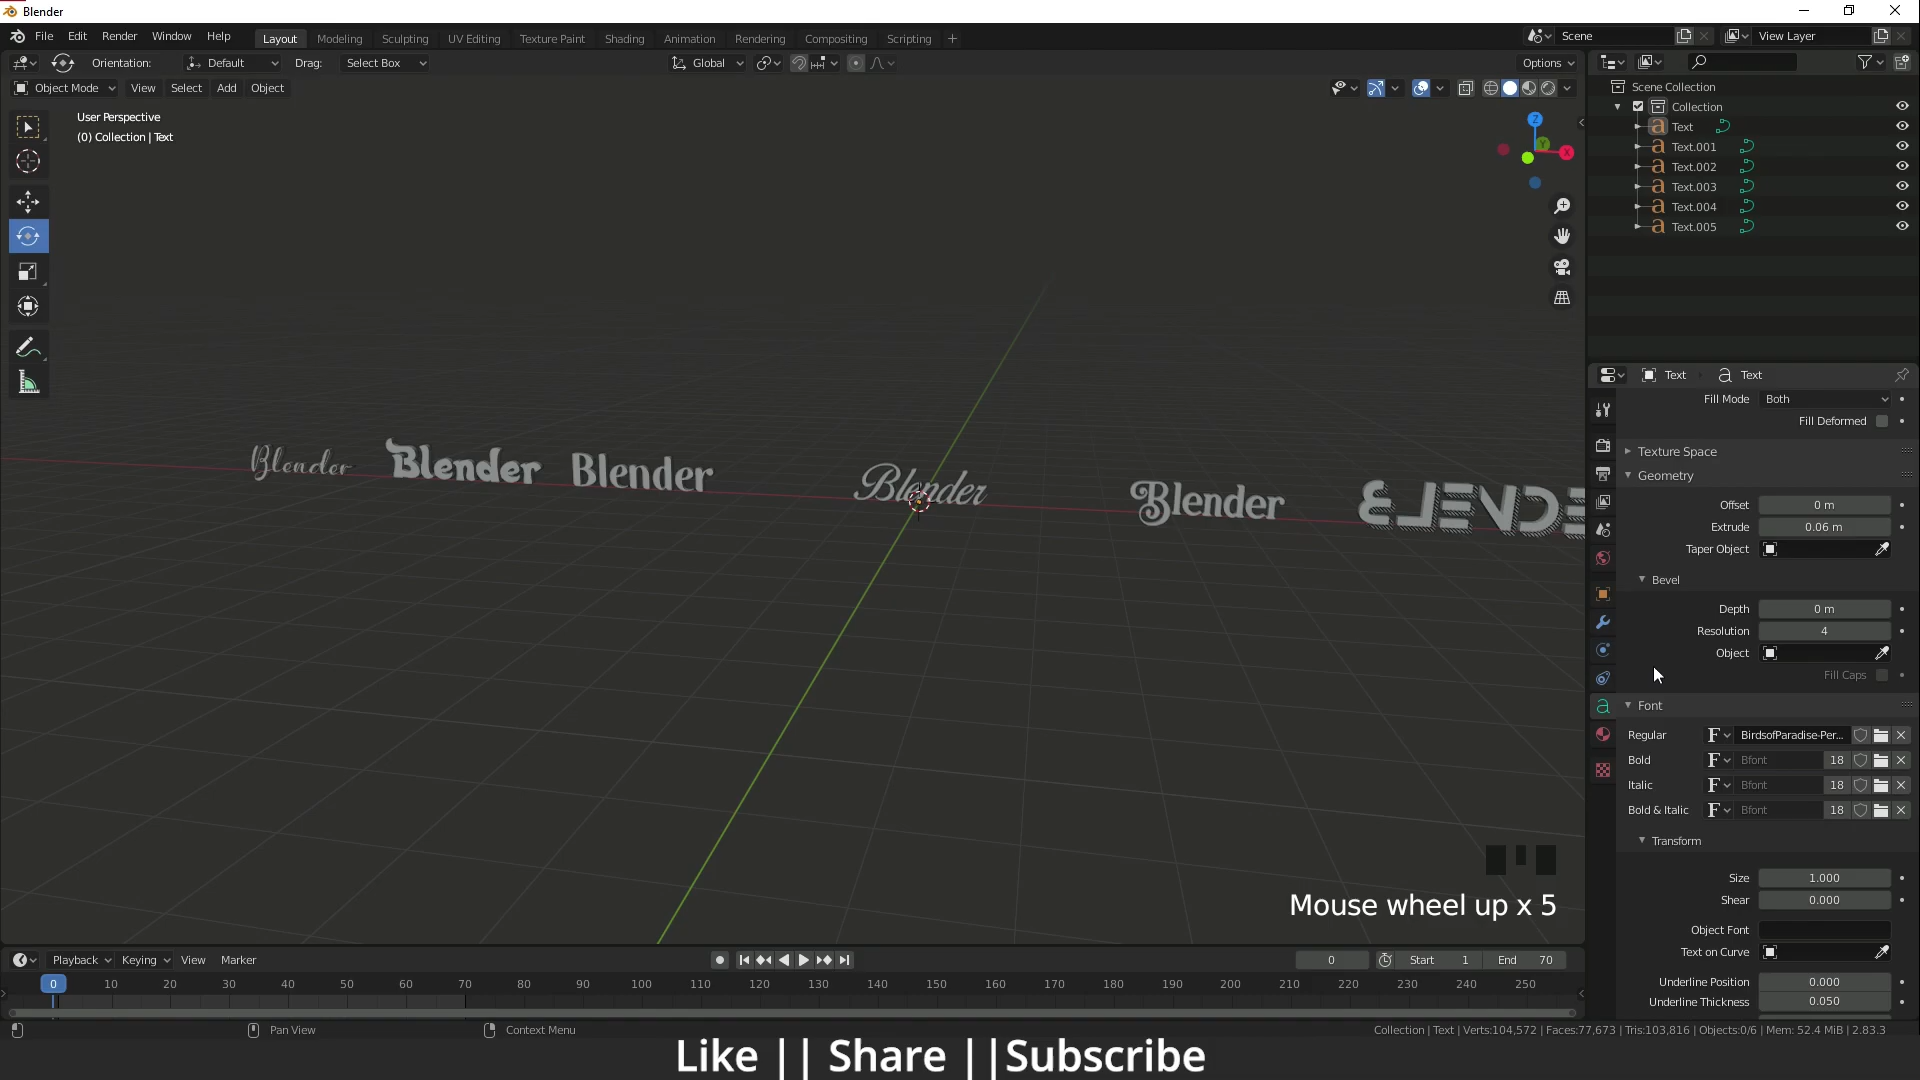 Blender
File Edit Render Window Help
Layout Modeling Sculpting UV Editing Texture Paint Shading Animation Rendering Compositing Scripting +
Scene View Layer
Orientation: Default Drag: Select Box Global Options
Object Mode View Select Add Object
User Perspective
(0) Collection | Text
Z
Y
X
Scene Collection
Collection
Text
Text.001
Text.002
Text.003
Text.004
Text.005
Text Text
Fill Mode Both
Fill Deformed
Texture Space
Geometry
Offset 0 m
Extrude 0.06 m
Taper Object
Bevel
Depth 0 m
Resolution 4
Object
Fill Caps
Font
Regular BirdsofParadise-Per...
Bold Bfont 18
Italic Bfont 18
Bold & Italic Bfont 18
Transform
Size 1.000
Shear 0.000
Object Font
Text on Curve
Underline Position 0.000
Underline Thickness 0.050
Blender Blender Blender Blender Blender
Mouse wheel up x 5
Playback Keying View Marker 0 Start 1 End 70
0 10 20 30 40 50 60 70 80 90 100 110 120 130 140 150 160 170 180 190 200 210 220 230 240 250
Pan View Context Menu Collection | Text | Verts:104,572 | Faces:77,673 | Tris:103,816 | Objects:0/6 | Mem: 52.4 MiB | 2.83.3
Like || Share ||Subscribe